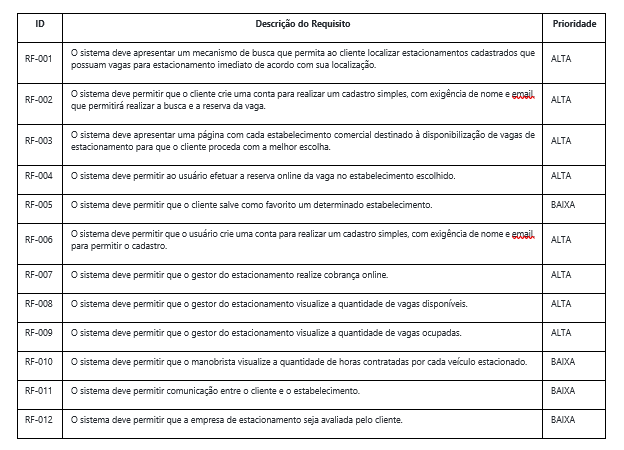 ID Descrição do Requisito Prioridade
RF-001 O sistema deve apresentar um mecanismo de busca que permita ao cliente localizar estacionamentos cadastrados que ALTA
possuam vagas para estacionamento imediato de acordo com sua localização.
RF-002 O sistema deve permitir que o cliente crie uma conta para realizar um cadastro simples, com exigência de nome e email, ALTA
que permitirá realizar a busca e a reserva da vaga.
RF-003 O sistema deve apresentar uma página com cada estabelecimento comercial destinado à disponibilização de vagas de ALTA
estacionamento para que o cliente proceda com a melhor escolha.
RF-004 O sistema deve permitir ao usuário efetuar a reserva online da vaga no estabelecimento escolhido. ALTA
RF-005 O sistema deve permitir que o cliente salve como favorito um determinado estabelecimento. BAIXA
RF-006 O sistema deve permitir que o usuário crie uma conta para realizar um cadastro simples, com exigência de nome e email, ALTA
para permitir o cadastro.
RF-007 O sistema deve permitir que o gestor do estacionamento realize cobrança online. ALTA
RF-008 O sistema deve permitir que o gestor do estacionamento visualize a quantidade de vagas disponíveis. ALTA
RF-009 O sistema deve permitir que o gestor do estacionamento visualize a quantidade de vagas ocupadas. ALTA
RF-010 O sistema deve permitir que o manobrista visualize a quantidade de horas contratadas por cada veículo estacionado. BAIXA
RF-011 O sistema deve permitir comunicação entre o cliente e o estabelecimento. BAIXA
RF-012 O sistema deve permitir que a empresa de estacionamento seja avaliada pelo cliente. BAIXA